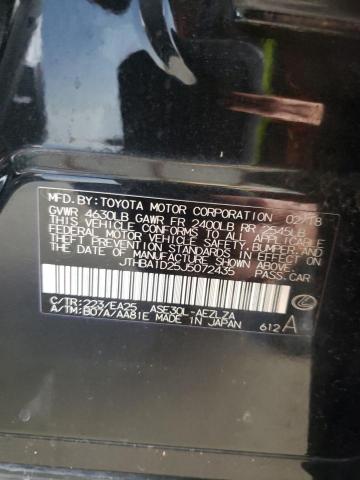 MFD.BY:TOYOTA MOTOR CORPORATION 02/18
GVWR 4630LB GAWR FR 2400LB RR 2545LB
THIS VEHICLE CONFORMS TO ALL APPLICABLE
FEDERAL MOTOR VEHICLE SAFETY, BUMPER, AND
THEFT PREVENTION STANDARDS IN EFFECT ON THE
DATE OF MANUFACTURE SHOWN ABOVE.
JTHBA1D25J5072435 PASS.CAR
C/TR:223/EA25 ASE30L-AEZLZA
A/TM:B07A/AA81E MADE IN JAPAN 612 A